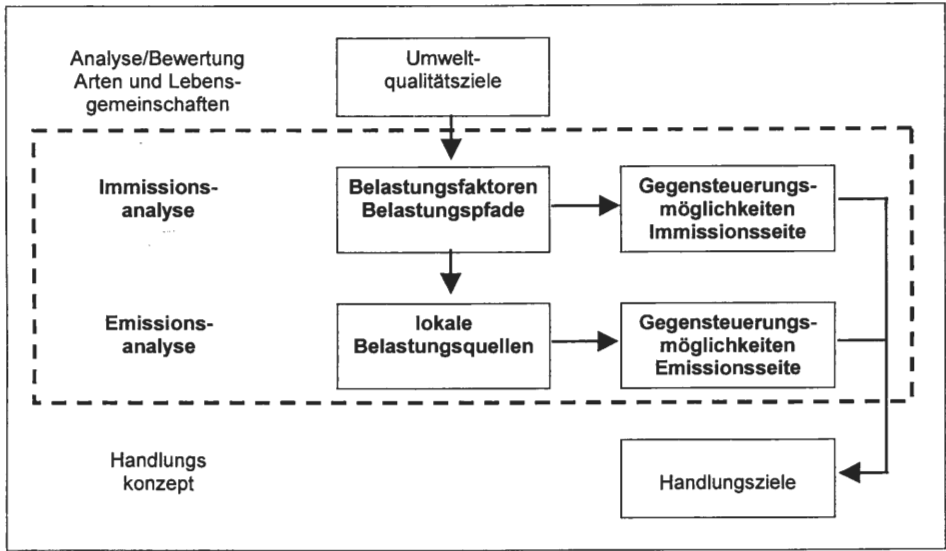 Analyse/Bewertung
Arten und Lebens-
gemeinschaften
Umwelt-
qualitätsziele
Immissions-
analyse
Belastungsfaktoren
Belastungspfade
Gegensteuerungs-
möglichkeiten
Immissionsseite
Emissions-
analyse
lokale
Belastungsquellen
Gegensteuerungs-
möglichkeiten
Emissionsseite
Handlungs
konzept
Handlungsziele